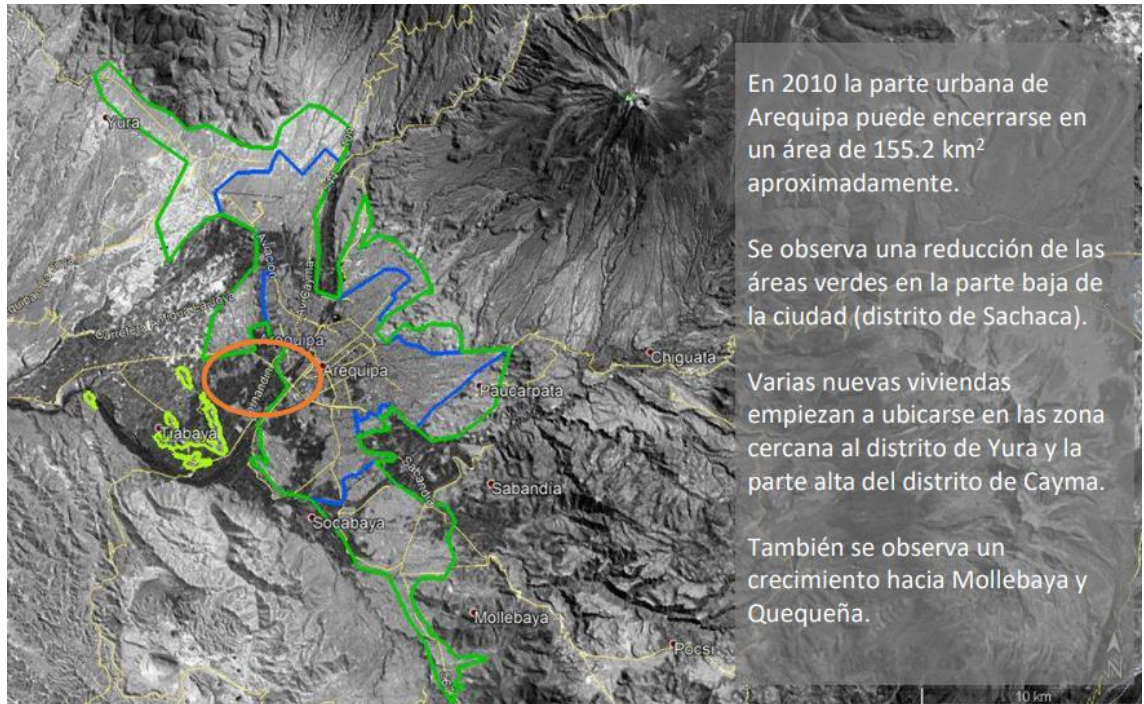 En 2010 la parte urbana de
Arequipa puede encerrarse en
un área de 155.2 km²
aproximadamente.
Se observa una reducción de las
áreas verdes en la parte baja de
la ciudad (distrito de Sachaca).
Varias nuevas viviendas
empiezan a ubicarse en las zona
cercana al distrito de Yura y la
parte alta del distrito de Cayma.
También se observa un
crecimiento hacia Mollebaya y
Quequeña.
Yura
Aviación
Cayma
Arequipa
Chiguata
Paucarpata
Tiabaya
Sabandía
Sabandia
Socabaya
Mollebaya
Pocsi
N
10 km